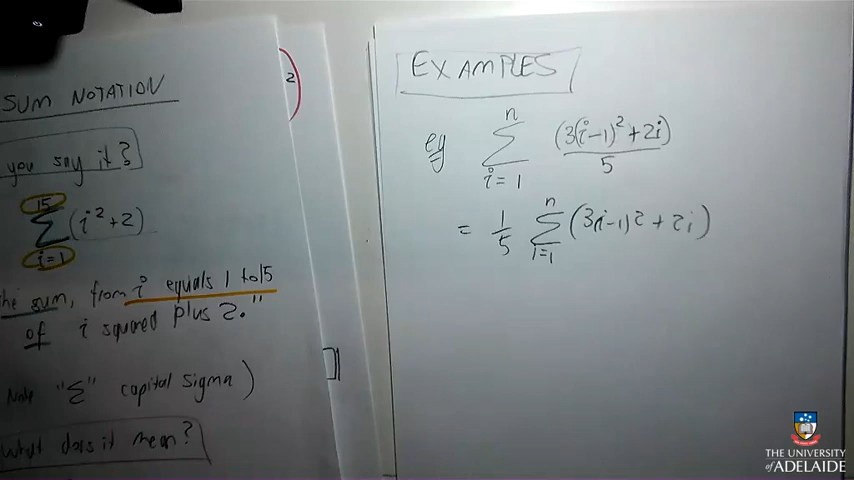 SUM NOTATION
you say it?
15
∑ (i²+2)
i=1
the sum, from i equals 1 to 15
of i squared plus 2."
Note "Σ" capital sigma)
What does it mean?
2
EXAMPLES
eg n
∑ (3(i-1)²+2i)
i=1 5
= 1/5 n
∑ (3(i-1)²+2i)
i=1
THE UNIVERSITY
of ADELAIDE